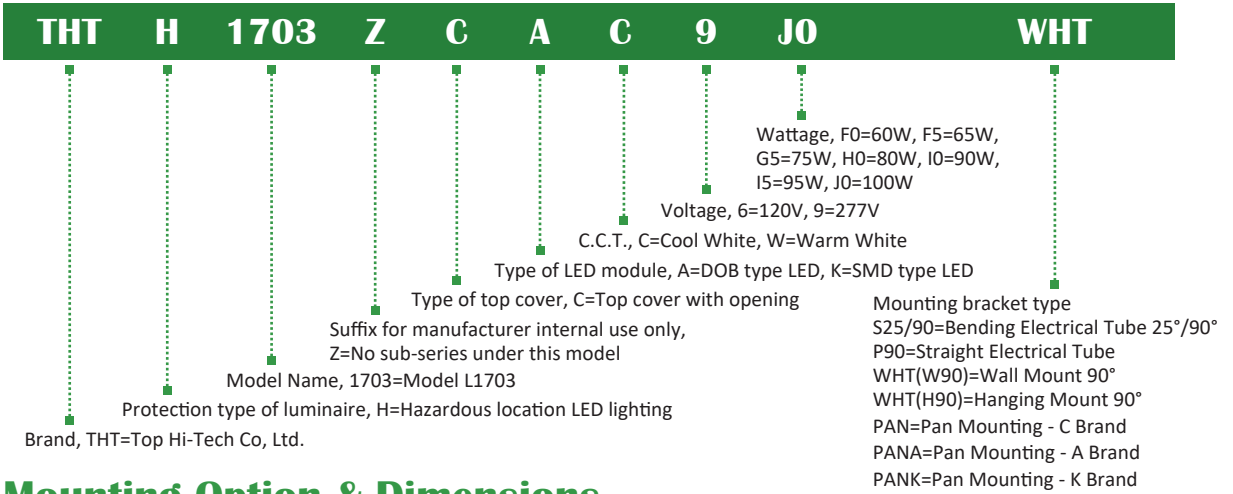 THT H 1703 Z C A C 9 J0 WHT
Wattage, F0=60W, F5=65W,
G5=75W, H0=80W, I0=90W,
I5=95W, J0=100W
Voltage, 6=120V, 9=277V
C.C.T., C=Cool White, W=Warm White
Type of LED module, A=DOB type LED, K=SMD type LED
Type of top cover, C=Top cover with opening
Suffix for manufacturer internal use only,
Z=No sub-series under this model
Model Name, 1703=Model L1703
Protection type of luminaire, H=Hazardous location LED lighting
Brand, THT=Top Hi-Tech Co, Ltd.
Mounting bracket type
S25/90=Bending Electrical Tube 25°/90°
P90=Straight Electrical Tube
WHT(W90)=Wall Mount 90°
WHT(H90)=Hanging Mount 90°
PAN=Pan Mounting - C Brand
PANA=Pan Mounting - A Brand
PANK=Pan Mounting - K Brand
Mounting Option & Dimensions